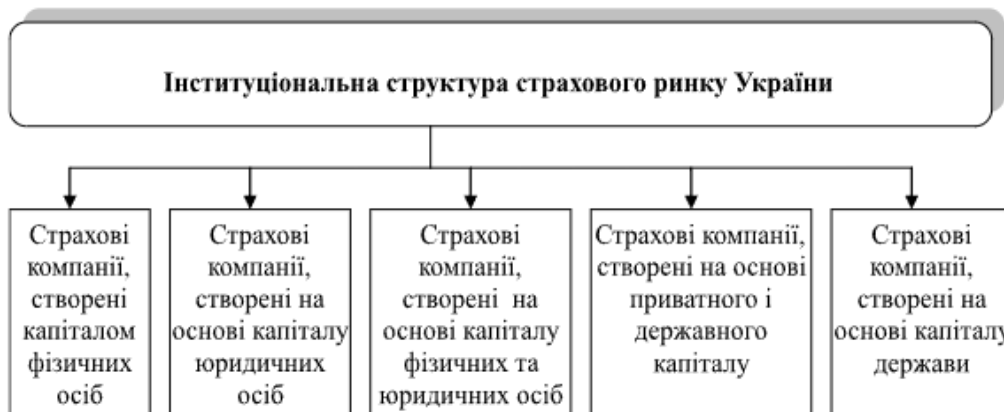 Інституціональна структура страхового ринку України
Страхові
компанії,
створені
капіталом
фізичних
осіб
Страхові
компанії,
створені на
основі капіталу
юридичних
осіб
Страхові
компанії,
створені на
основі капіталу
фізичних та
юридичних осіб
Страхові компанії,
створені на основі
приватного і
державного
капіталу
Страхові
компанії,
створені на
основі капіталу
держави